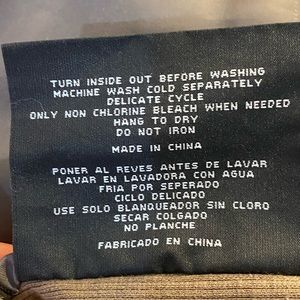 TURN INSIDE OUT BEFORE WASHING
MACHINE WASH COLD SEPARATELY
DELICATE CYCLE
ONLY NON CHLORINE BLEACH WHEN NEEDED
HANG TO DRY
DO NOT IRON
MADE IN CHINA
PONER AL REVES ANTES DE LAVAR
LAVAR EN LAVADORA CON AGUA
FRIA POR SEPERADO
CICLO DELICADO
USE SOLO BLANQUEADOR SIN CLORO
SECAR COLGADO
NO PLANCHE
FABRICADO EN CHINA